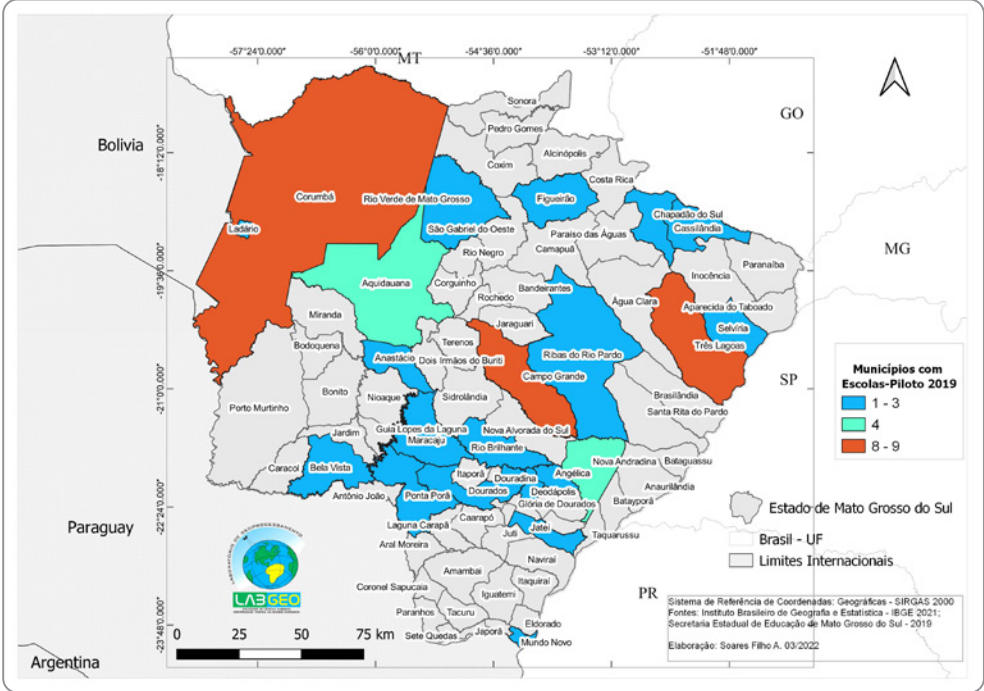 -57°24'0.000"
-56°0'0.000"
-54°36'0.000"
-53°12'0.000"
-51°48'0.000"
MT
GO
Bolivia
-18°12'0.000"
Sonora
Pedro Gomes
Alcinópolis
Coxim
Costa Rica
Corumbá
Rio Verde de Mato Grosso
Figueirão
Chapadão do Sul
Ladário
São Gabriel do Oeste
Paraíso das Águas
Cassilândia
MG
Camapuã
Rio Negro
Paranaíba
-19°36'0.000"
Inocência
Aquidauana
Corguinho
Bandeirantes
Rochedo
Água Clara
Aparecida do Taboado
Miranda
Jaraguari
Selvíria
Bodoquena
Terenos
Três Lagoas
Anastácio
Dois Irmãos do Buriti
Ribas do Rio Pardo
Municípios com
Escolas-Piloto 2019
1 - 3
4
8 - 9
SP
Campo Grande
-21°0'0.000"
Bonito
Nioaque
Sidrolândia
Brasilândia
Porto Murtinho
Santa Rita do Pardo
Jardim
Guia Lopes da Laguna
Nova Alvorada do Sul
Maracaju
Rio Brilhante
Caracol
Bela Vista
Itaporã
Douradina
Angélica
Nova Andradina
Bataguassu
Antônio João
Ponta Porã
Dourados
Deodápolis
Anaurilândia
Glória de Dourados
Batayporã
-22°24'0.000"
Estado de Mato Grosso do Sul
Paraguay
Laguna Carapã
Caarapó
Juti
Jateí
Taquarussu
Brasil - UF
Aral Moreira
Limites Internacionais
Naviraí
Amambai
Itaquiraí
Coronel Sapucaia
Iguatemi
PR
LABGEO
Paranhos
Tacuru
Eldorado
-23°48'0.000"
Sete Quedas
Japorã
Mundo Novo
0 25 50 75 km
Sistema de Referência de Coordenadas: Geográficas - SIRGAS 2000
Fontes: Instituto Brasileiro de Geografia e Estatística - IBGE 2021;
Secretaria Estadual de Educação de Mato Grosso do Sul - 2019
Elaboração: Soares Filho A. 03/2022
Argentina